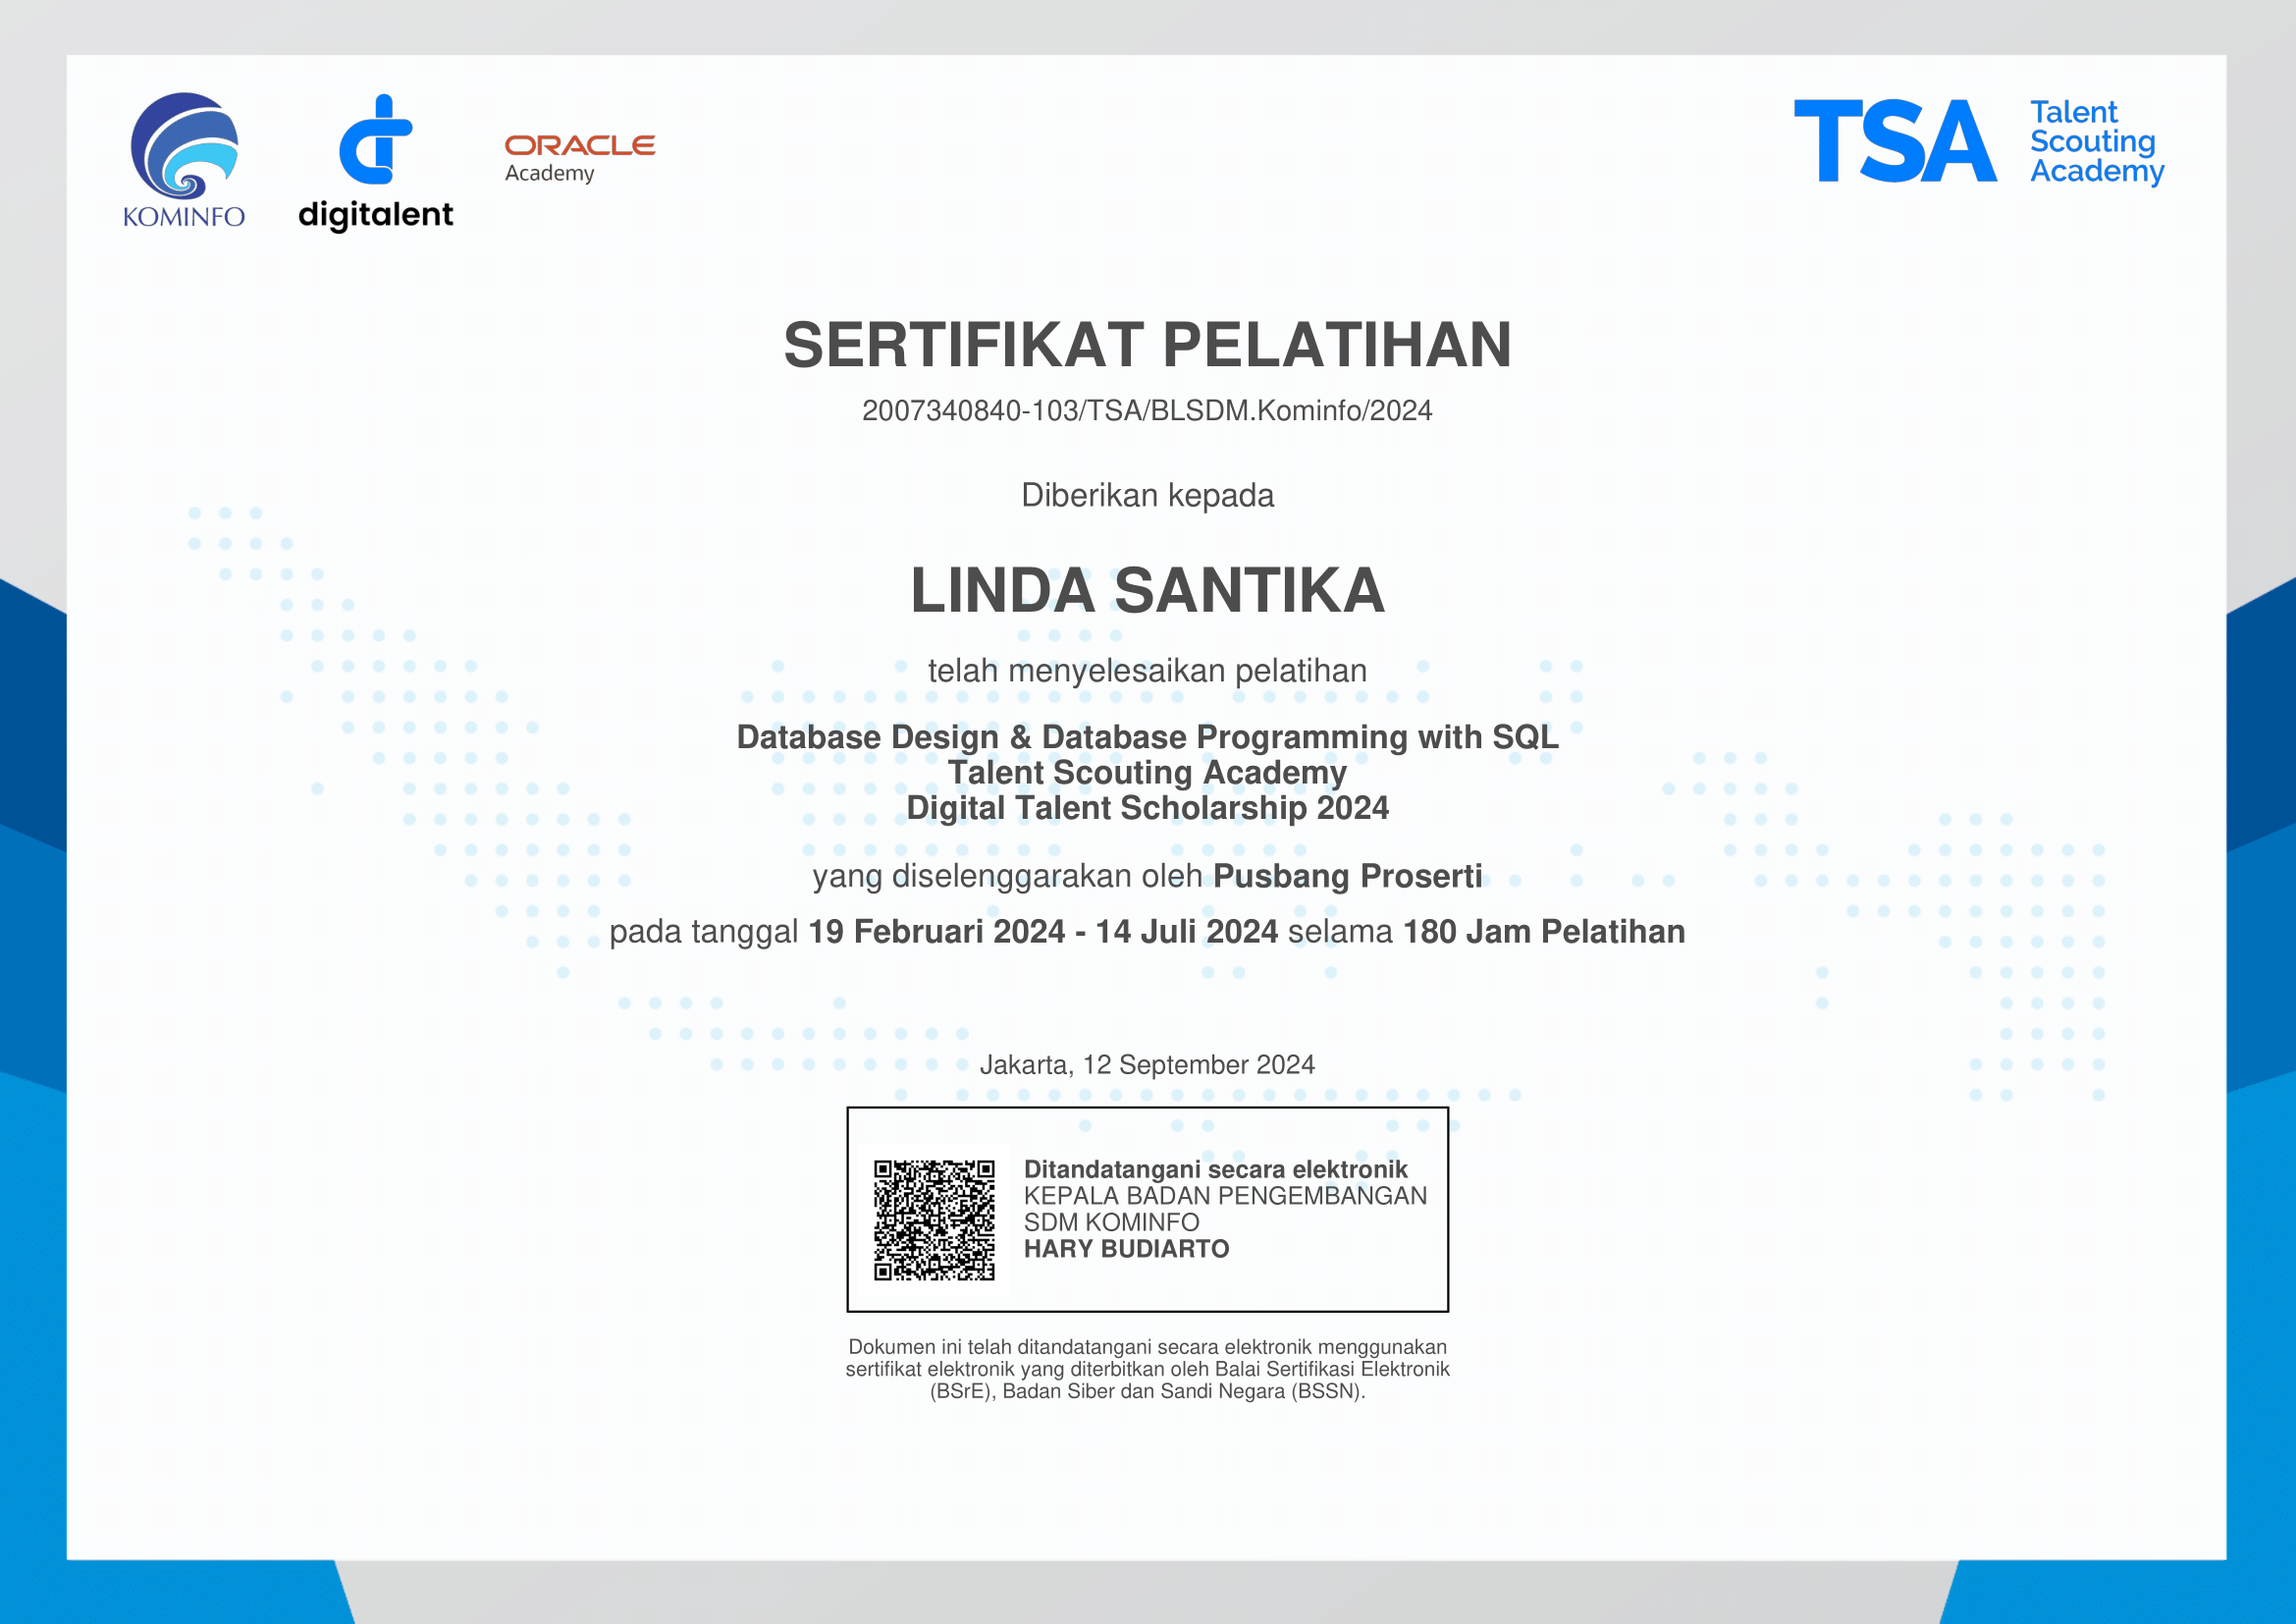 KOMINFO
digitalent
ORACLE
Academy
TSA
Talent
Scouting
Academy
SERTIFIKAT PELATIHAN
2007340840-103/TSA/BLSDM.Kominfo/2024
Diberikan kepada
LINDA SANTIKA
telah menyelesaikan pelatihan
Database Design & Database Programming with SQL
Talent Scouting Academy
Digital Talent Scholarship 2024
yang diselenggarakan oleh Pusbang Proserti
pada tanggal 19 Februari 2024 - 14 Juli 2024 selama 180 Jam Pelatihan
Jakarta, 12 September 2024
Ditandatangani secara elektronik
KEPALA BADAN PENGEMBANGAN
SDM KOMINFO
HARY BUDIARTO
Dokumen ini telah ditandatangani secara elektronik menggunakan
sertifikat elektronik yang diterbitkan oleh Balai Sertifikasi Elektronik
(BSrE), Badan Siber dan Sandi Negara (BSSN).